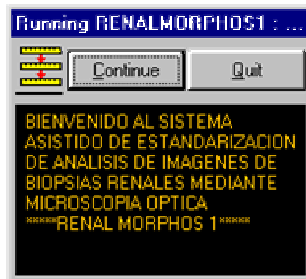 Running RENALMORPHOS1 : ...
Continue Quit
BIENVENIDO AL SISTEMA
ASISTIDO DE ESTANDARIZACION
DE ANALISIS DE IMAGENES DE
BIOPSIAS RENALES MEDIANTE
MICROSCOPIA OPTICA
*****RENAL MORPHOS 1*****